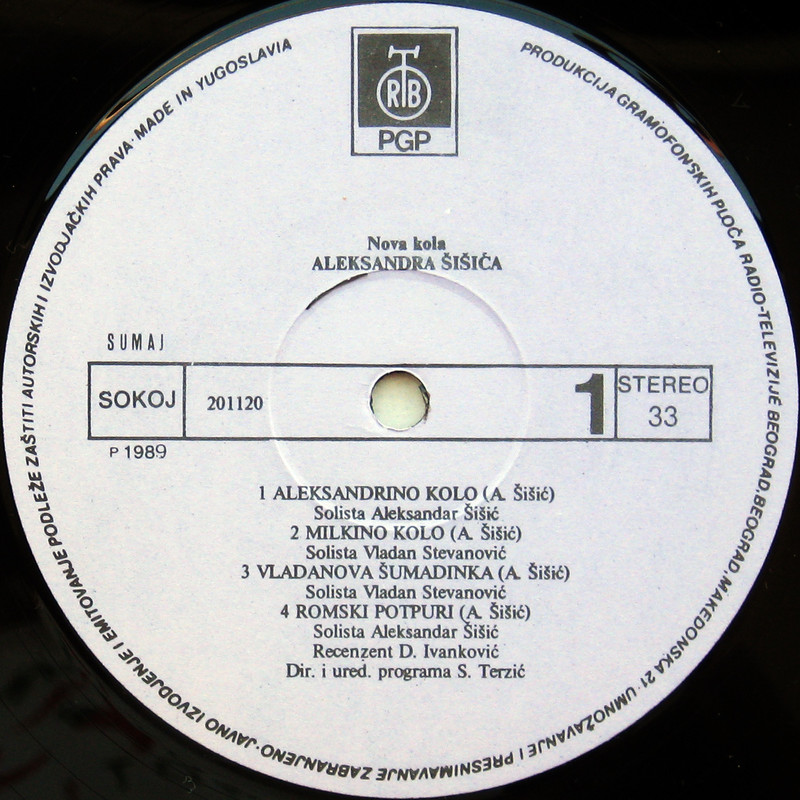 PRODUKCIJA GRAMOFONSKIH PLOČA RADIO-TELEVIZIJE BEOGRAD, BEOGRAD, MAKEDONSKA 21 · UMNOŽAVANJE I PRESNIMAVANJE ZABRANJENO · JAVNO IZVODJENJE I EMITOVANJE PODLEŽE ZAŠTITI AUTORSKIH I IZVODJAČKIH PRAVA · MADE IN YUGOSLAVIA
RTB
PGP
Nova kola
ALEKSANDRA ŠIŠIĆA
SUMAJ
SOKOJ
201120
1
STEREO
33
P 1989
1 ALEKSANDRINO KOLO (A. Šišić)
Solista Aleksandar Šišić
2 MILKINO KOLO (A. Šišić)
Solista Vladan Stevanović
3 VLADANOVA ŠUMADINKA (A. Šišić)
Solista Vladan Stevanović
4 ROMSKI POTPURI (A. Šišić)
Solista Aleksandar Šišić
Recenzent D. Ivanković
Dir. i ured. programa S. Terzić